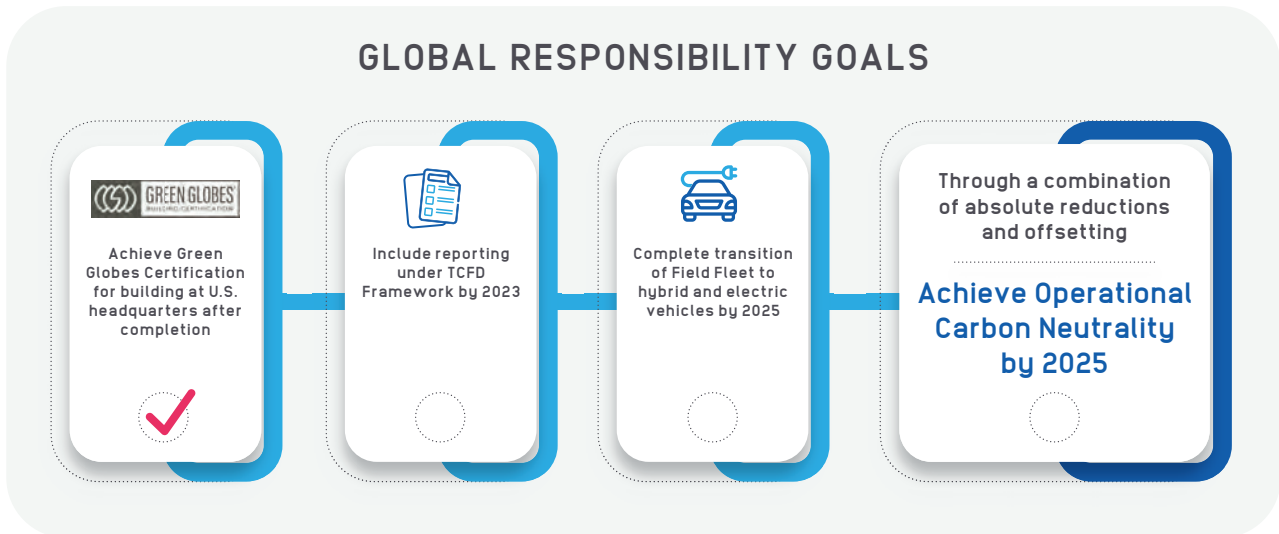 GLOBAL RESPONSIBILITY GOALS
GREEN GLOBES
BUILDING CERTIFICATION
Achieve Green
Globes Certification
for building at U.S.
headquarters after
completion
Include reporting
under TCFD
Framework by 2023
Complete transition
of Field Fleet to
hybrid and electric
vehicles by 2025
Through a combination
of absolute reductions
and offsetting
Achieve Operational
Carbon Neutrality
by 2025